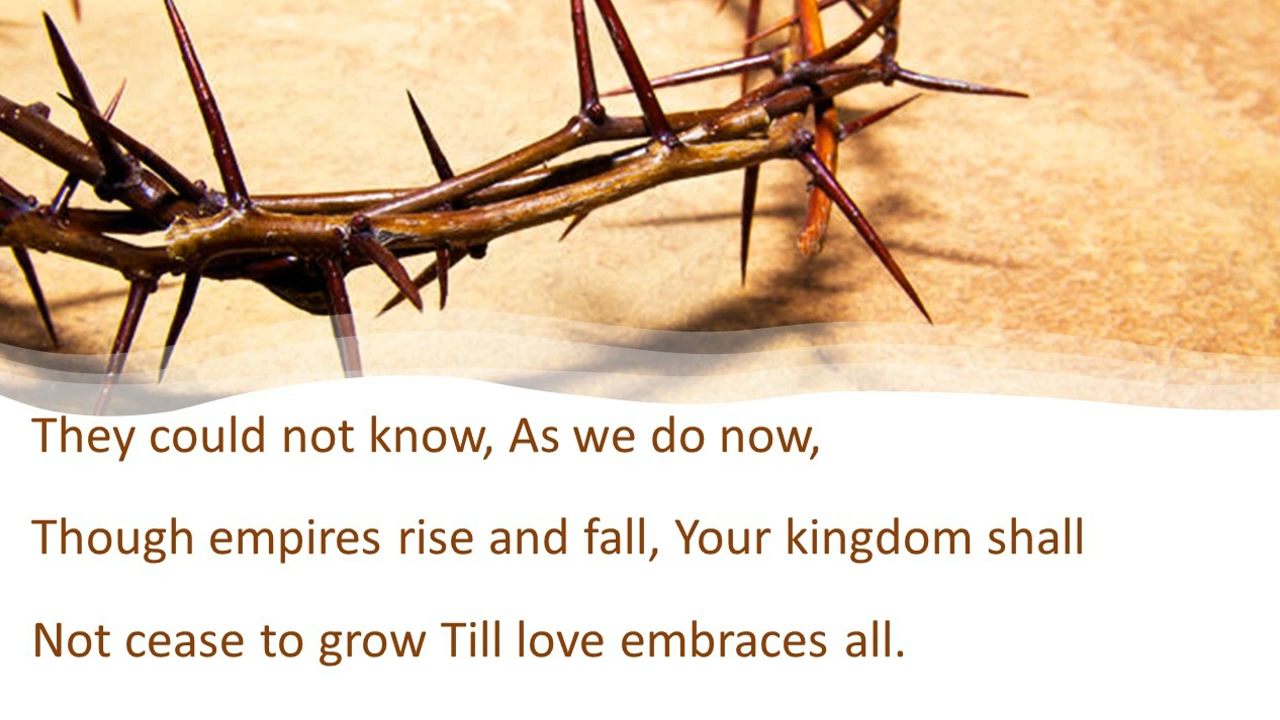 They could not know, As we do now,
Though empires rise and fall, Your kingdom shall
Not cease to grow Till love embraces all.